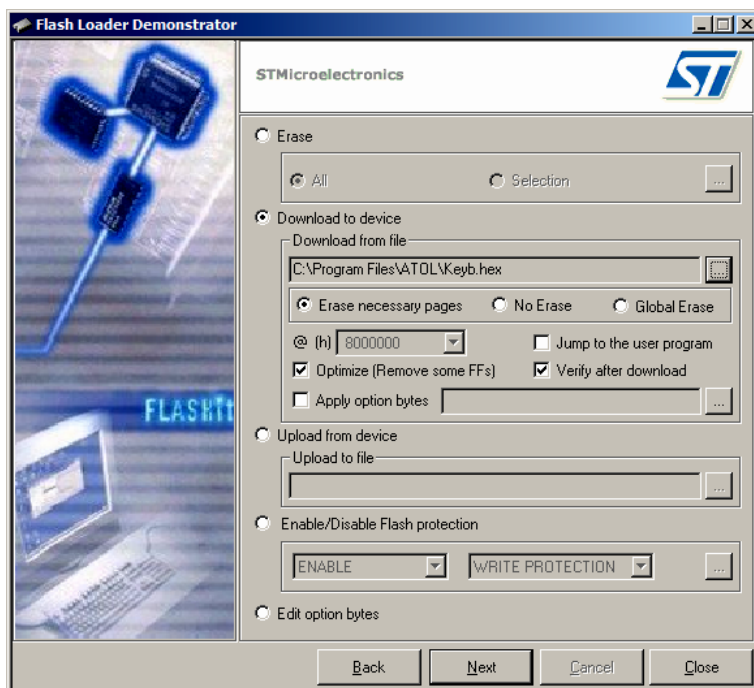 Flash Loader Demonstrator
STMicroelectronics
ST
Erase
All Selection ...
Download to device
Download from file
C:\Program Files\ATOL\Keyb.hex ...
Erase necessary pages No Erase Global Erase
@ (h) 8000000 Jump to the user program
Optimize (Remove some FFs) Verify after download
Apply option bytes ...
FLASHit
Upload from device
Upload to file
...
Enable/Disable Flash protection
ENABLE WRITE PROTECTION ...
Edit option bytes
Back Next Cancel Close